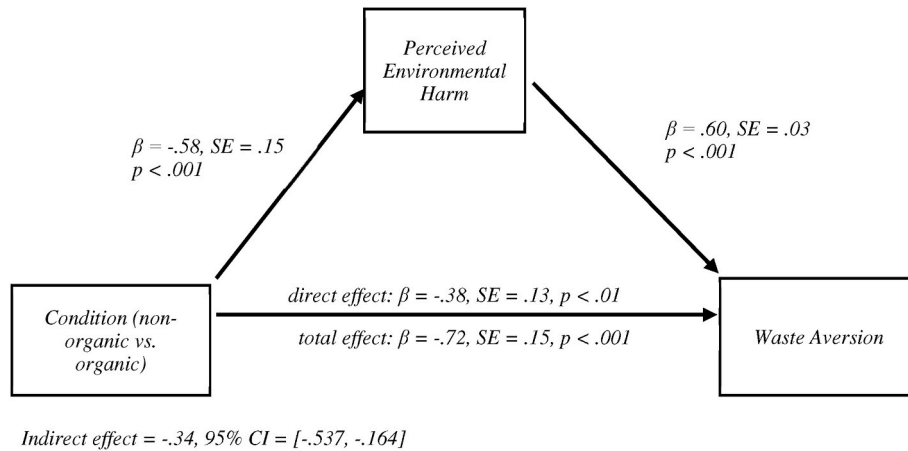 Perceived
Environmental
Harm
β = -.58, SE = .15
p < .001
β = .60, SE = .03
p < .001
Condition (non-
organic vs.
organic)
direct effect: β = -.38, SE = .13, p < .01
total effect: β = -.72, SE = .15, p < .001
Waste Aversion
Indirect effect = -.34, 95% CI = [-.537, -.164]